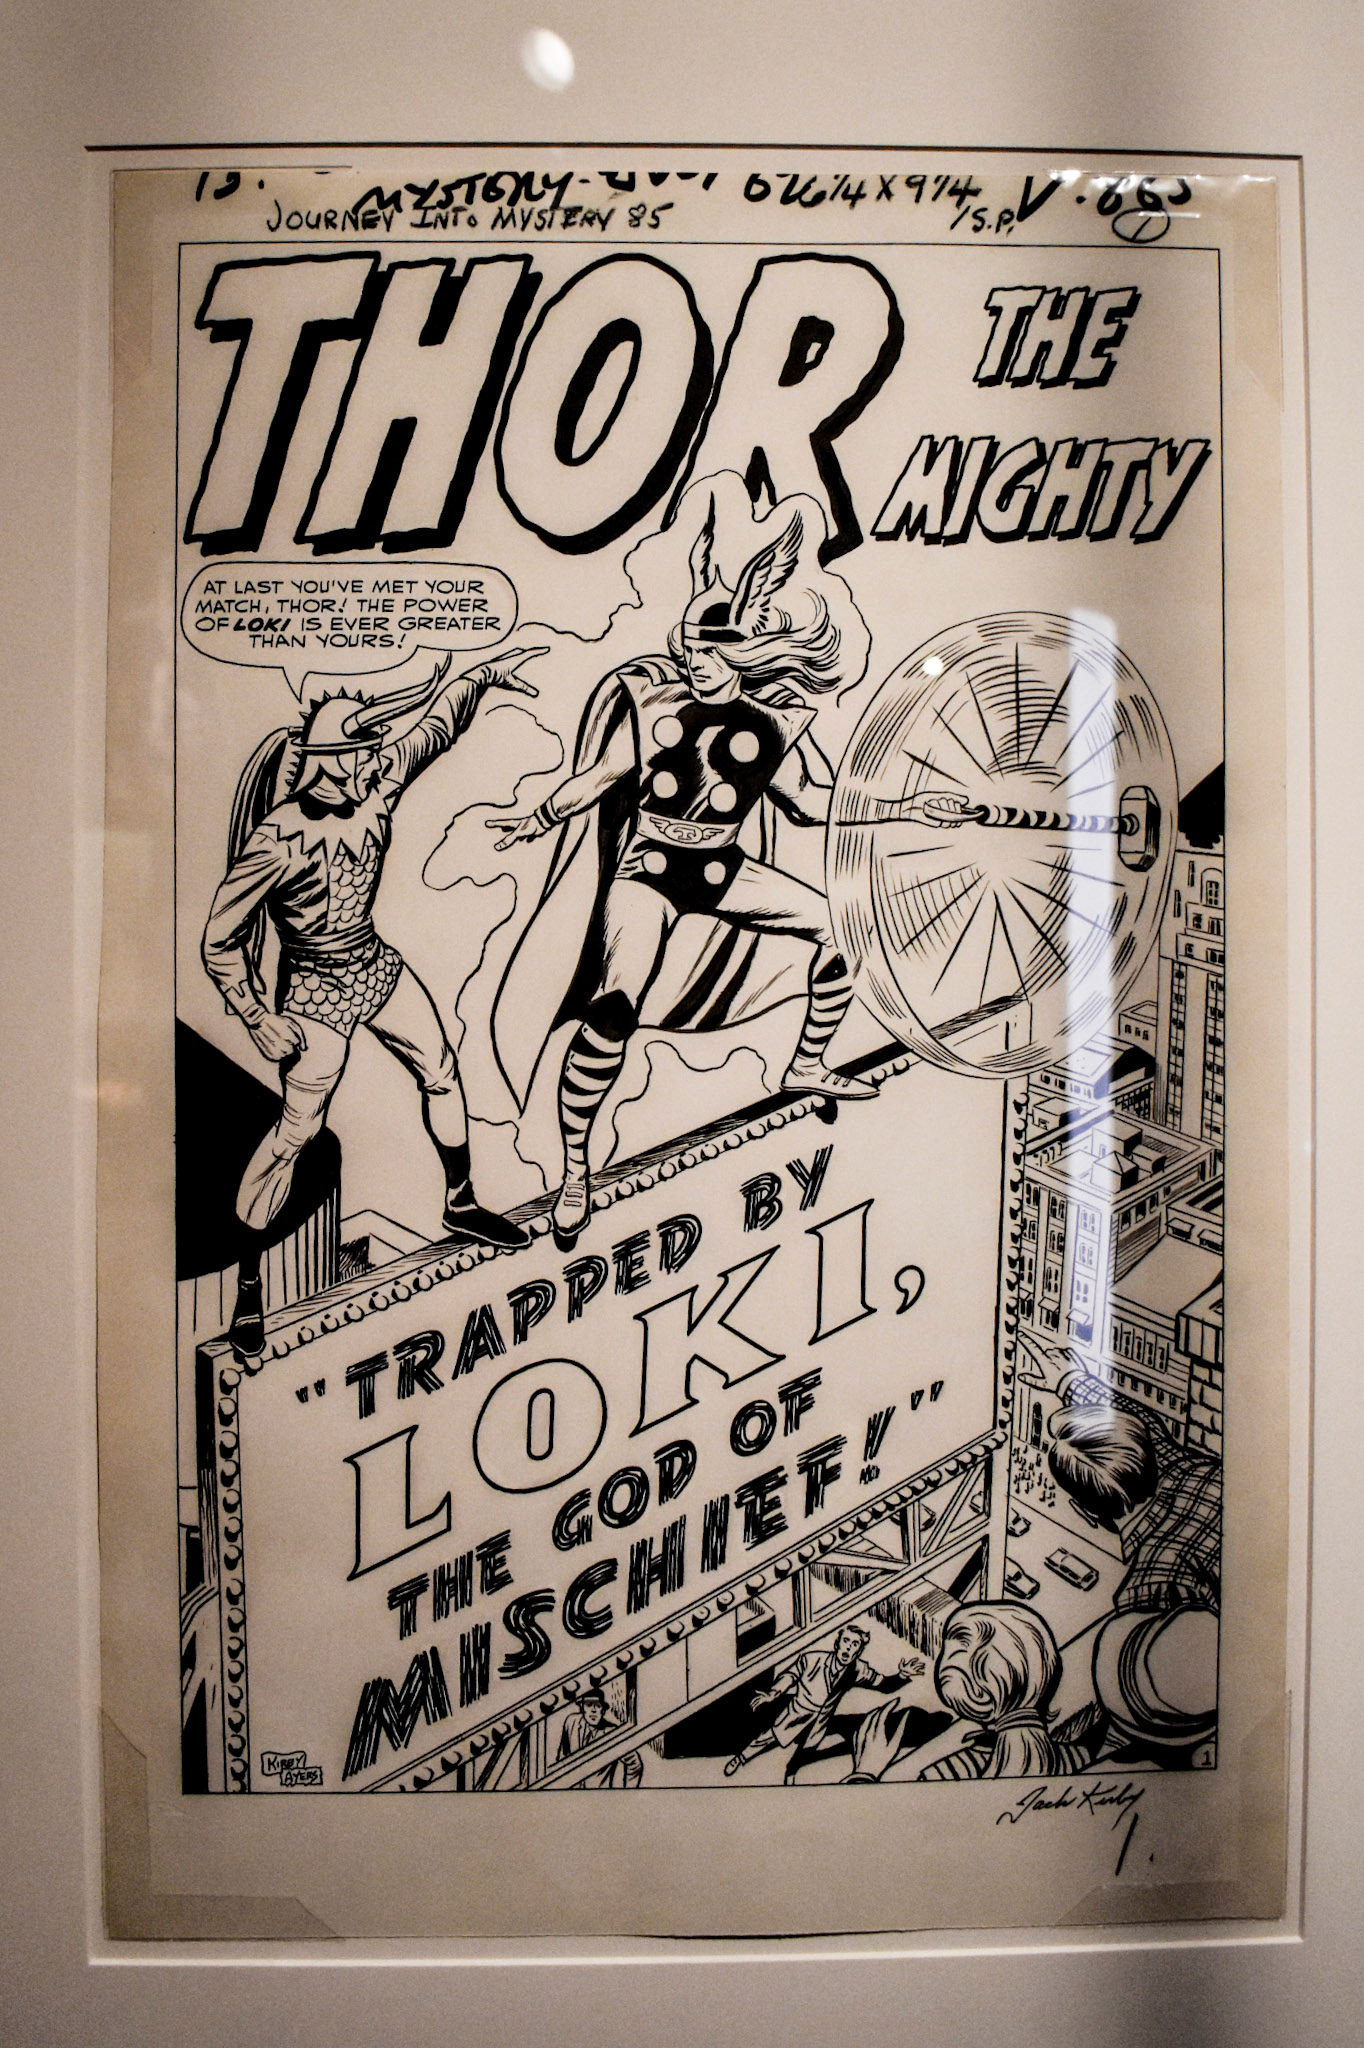 MYSTERY
JOURNEY INTO MYSTERY 85
1 S.P.
1
THOR
THE
MIGHTY
AT LAST YOU'VE MET YOUR
MATCH, THOR! THE POWER
OF LOKI IS EVER GREATER
THAN YOURS!
T
"TRAPPED BY
LOKI,
THE GOD OF
MISCHIEF!"
KIRBY
AYERS
1
Jack Kirby